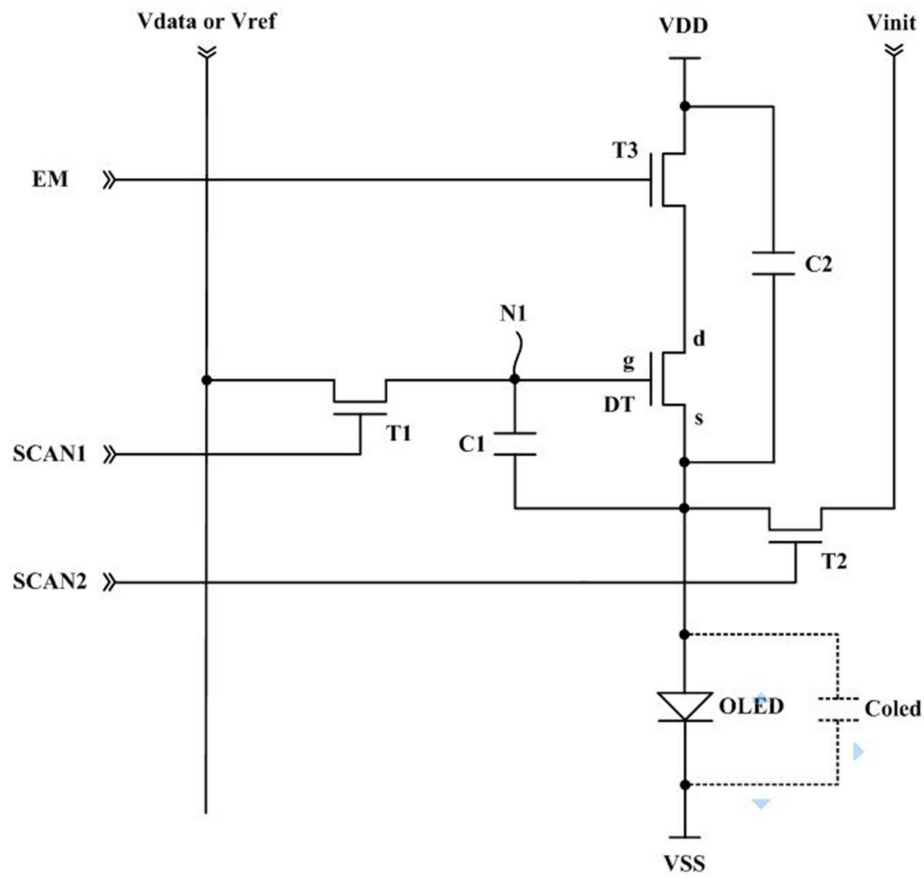 Vdata or Vref
VDD
Vinit
T3
EM
C2
N1
d
g
DT
s
T1
C1
SCAN1
T2
SCAN2
OLED
Coled
VSS